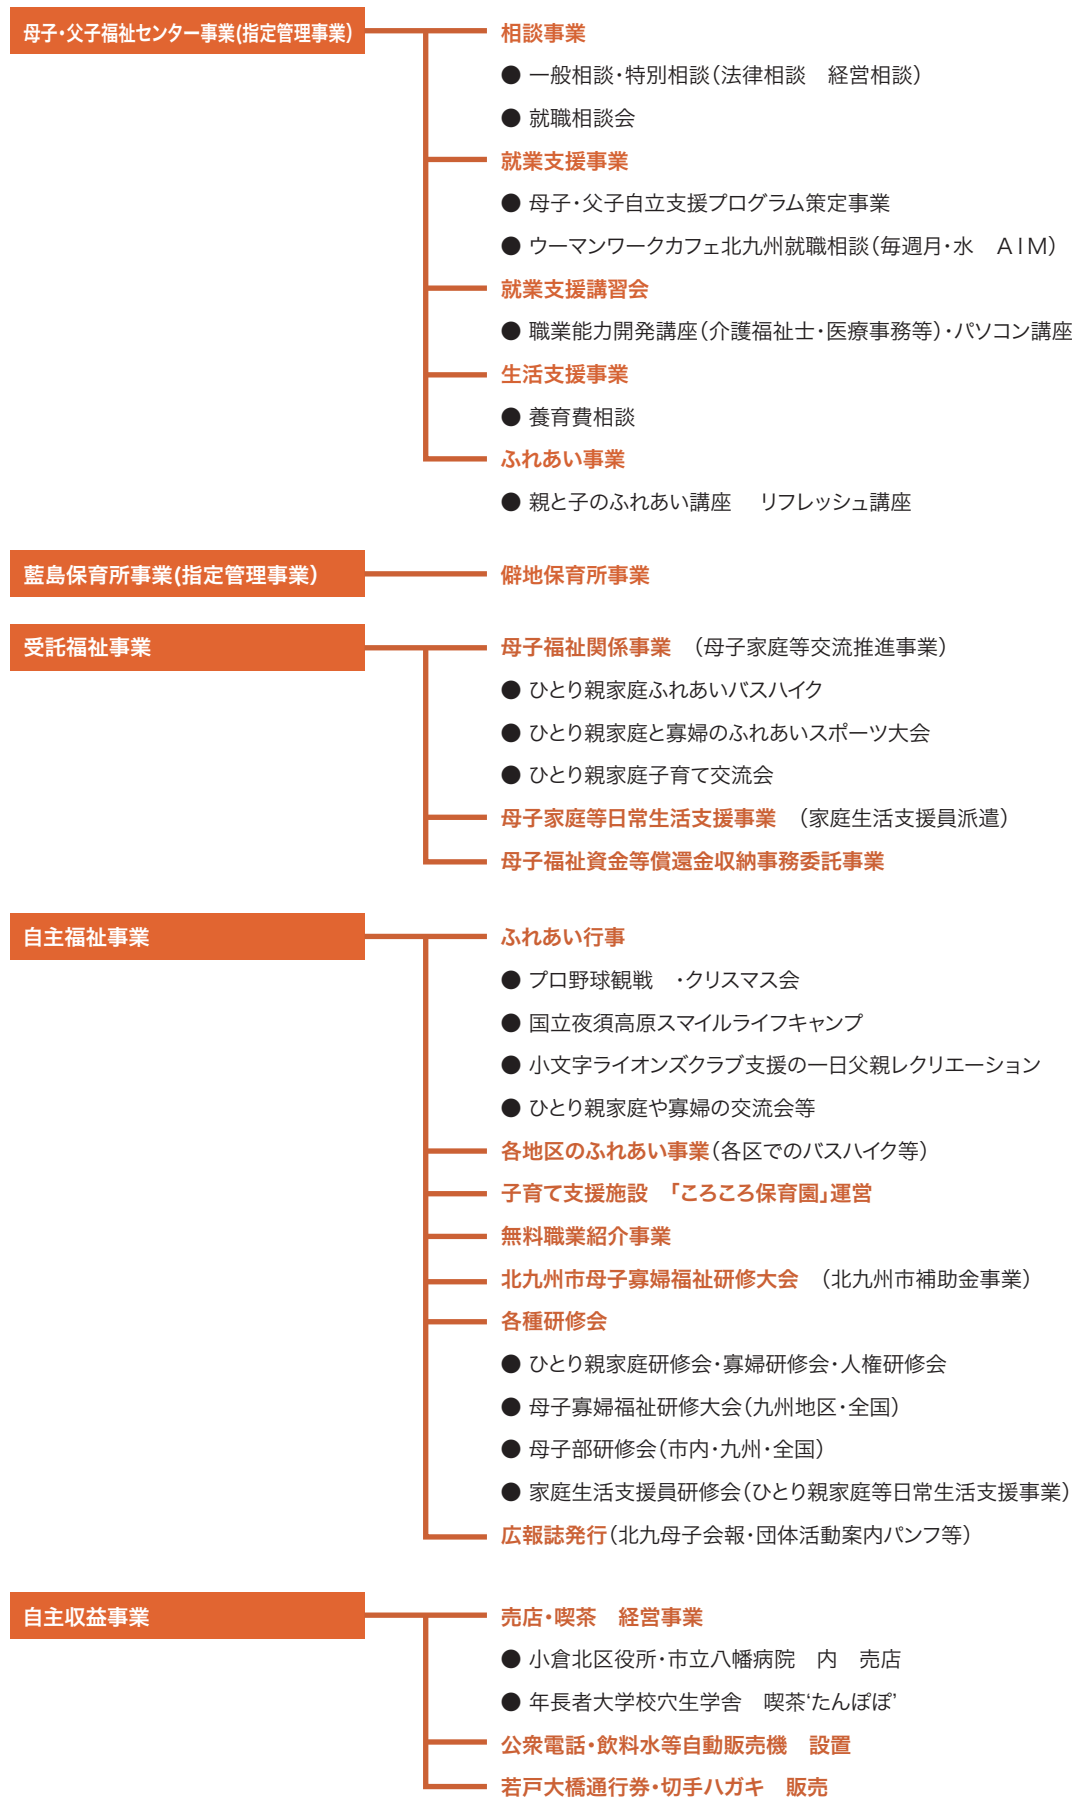 母子・父子福祉センター事業(指定管理事業)
相談事業
● 一般相談・特別相談（法律相談　経営相談）
● 就職相談会
就業支援事業
● 母子・父子自立支援プログラム策定事業
● ウーマンワークカフェ北九州就職相談（毎週月・水　ＡＩＭ）
就業支援講習会
● 職業能力開発講座（介護福祉士・医療事務等）・パソコン講座
生活支援事業
● 養育費相談
ふれあい事業
● 親と子のふれあい講座　リフレッシュ講座
藍島保育所事業(指定管理事業)
僻地保育所事業
受託福祉事業
母子福祉関係事業　（母子家庭等交流推進事業）
● ひとり親家庭ふれあいバスハイク
● ひとり親家庭と寡婦のふれあいスポーツ大会
● ひとり親家庭子育て交流会
母子家庭等日常生活支援事業　（家庭生活支援員派遣）
母子福祉資金等償還金収納事務委託事業
自主福祉事業
ふれあい行事
● プロ野球観戦　・クリスマス会
● 国立夜須高原スマイルライフキャンプ
● 小文字ライオンズクラブ支援の一日父親レクリエーション
● ひとり親家庭や寡婦の交流会等
各地区のふれあい事業（各区でのバスハイク等）
子育て支援施設　「ころころ保育園」運営
無料職業紹介事業
北九州市母子寡婦福祉研修大会　（北九州市補助金事業）
各種研修会
● ひとり親家庭研修会・寡婦研修会・人権研修会
● 母子寡婦福祉研修大会（九州地区・全国）
● 母子部研修会（市内・九州・全国）
● 家庭生活支援員研修会（ひとり親家庭等日常生活支援事業）
広報誌発行（北九母子会報・団体活動案内パンフ等）
自主収益事業
売店・喫茶　経営事業
● 小倉北区役所・市立八幡病院　内　売店
● 年長者大学校穴生学舎　喫茶‘たんぽぽ’
公衆電話・飲料水等自動販売機　設置
若戸大橋通行券・切手ハガキ　販売